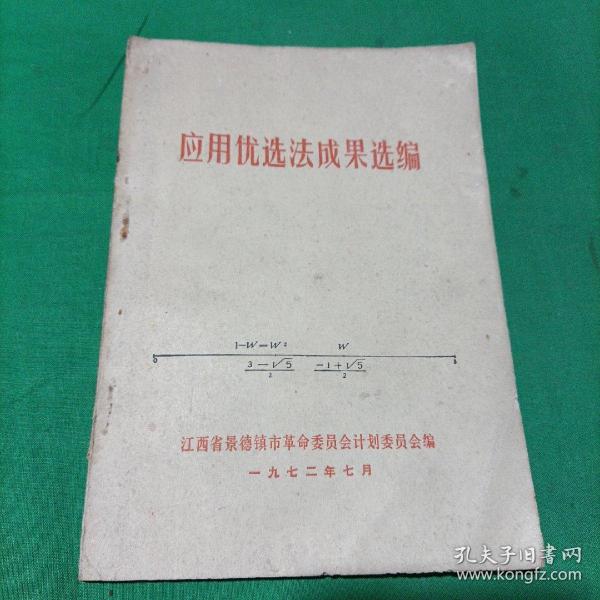 应用优选法成果选编
1-W=W² W
0 1
3-√5 -1+√5
2 2
江西省景德镇市革命委员会计划委员会编
一九七二年七月
孔夫子旧书网
www.kongfz.com